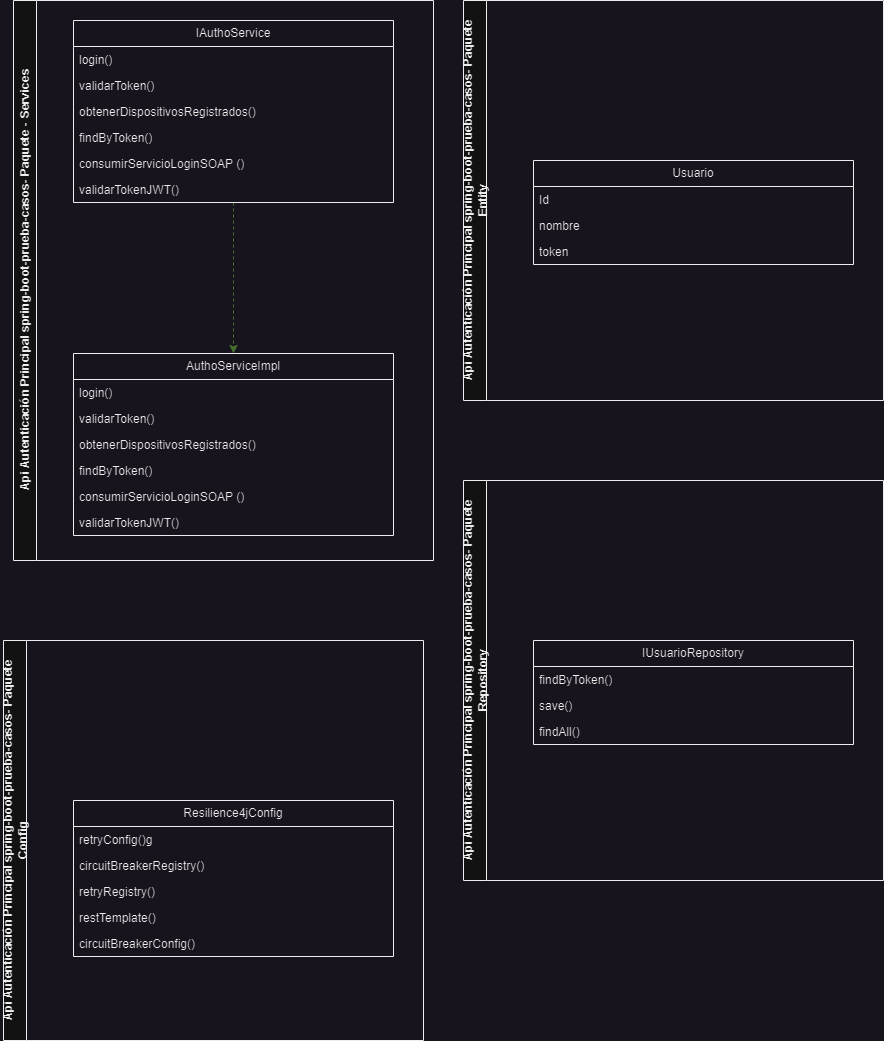 Api Autenticación Principal spring-boot-prueba-casos- Paquete - Services
IAuthoService
login()
validarToken()
obtenerDispositivosRegistrados()
findByToken()
consumirServicioLoginSOAP ()
validarTokenJWT()
AuthoServiceImpl
login()
validarToken()
obtenerDispositivosRegistrados()
findByToken()
consumirServicioLoginSOAP ()
validarTokenJWT()
Api Autenticación Principal spring-boot-prueba-casos- Paquete
Entity
Usuario
Id
nombre
token
Api Autenticación Principal spring-boot-prueba-casos- Paquete
Repository
IUsuarioRepository
findByToken()
save()
findAll()
Api Autenticación Principal spring-boot-prueba-casos- Paquete
Config
Resilience4jConfig
retryConfig()g
circuitBreakerRegistry()
retryRegistry()
restTemplate()
circuitBreakerConfig()